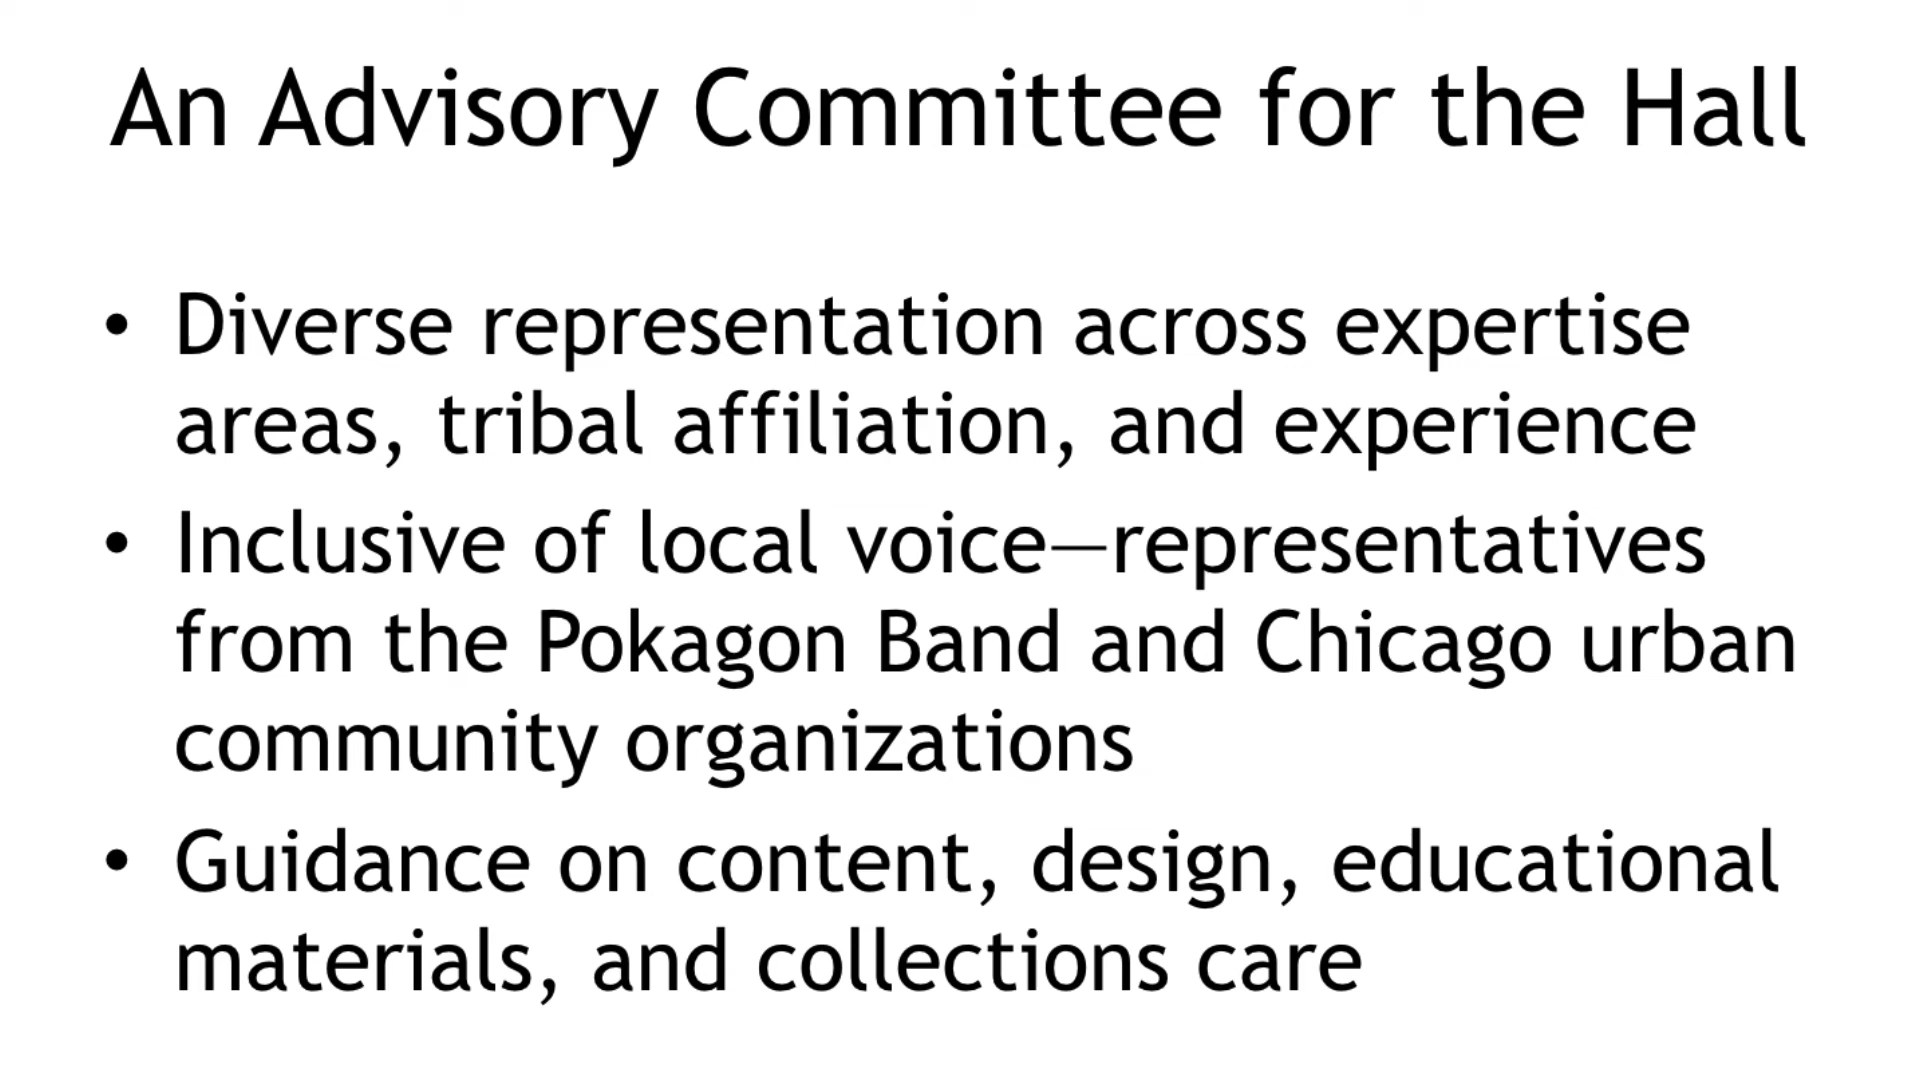 An Advisory Committee for the Hall
• Diverse representation across expertise
areas, tribal affiliation, and experience
• Inclusive of local voice—representatives
from the Pokagon Band and Chicago urban
community organizations
• Guidance on content, design, educational
materials, and collections care